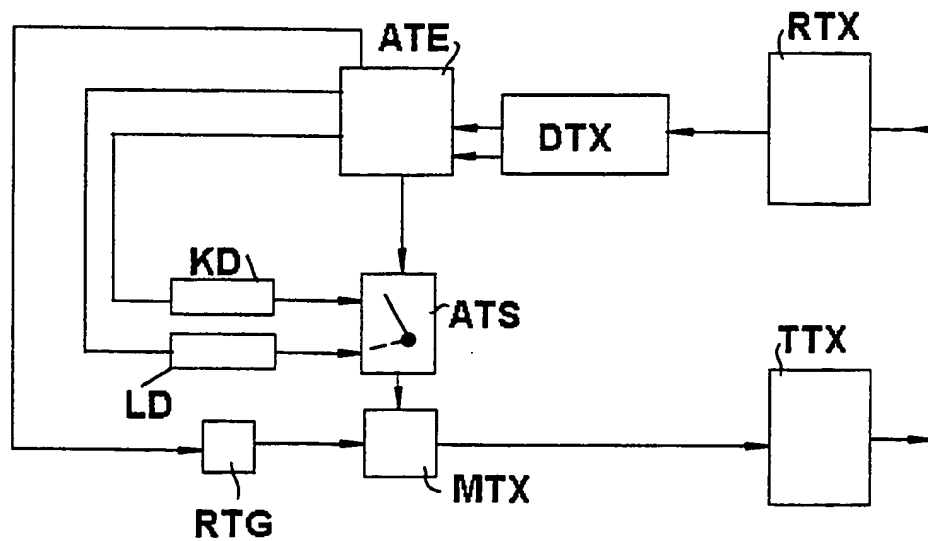 ATE
RTX
DTX
KD
ATS
TTX
LD
MTX
RTG